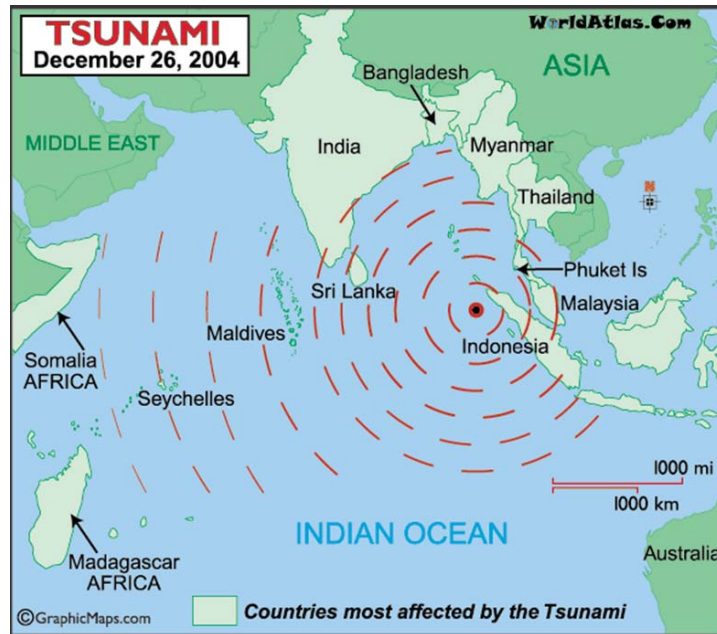 TSUNAMI
December 26, 2004
WorldAtlas.Com
ASIA
Bangladesh
MIDDLE EAST
India
Myanmar
Thailand
N
Phuket Is
Sri Lanka
Malaysia
Maldives
Indonesia
Somalia
AFRICA
Seychelles
1000 mi
1000 km
INDIAN OCEAN
Australia
Madagascar
AFRICA
©GraphicMaps.com
Countries most affected by the Tsunami